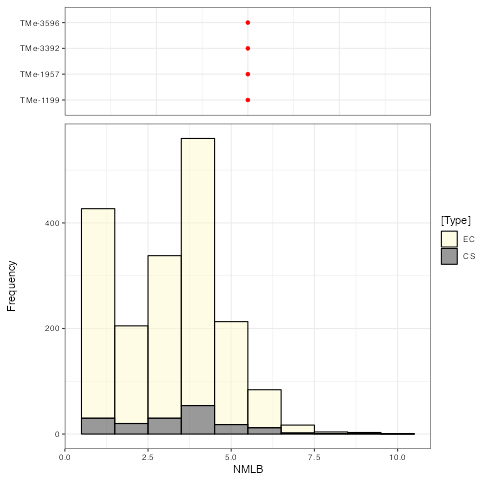 TMe-3596
TMe-3392
TMe-1957
TMe-1199
400
200
0
Frequency
0.0 2.5 5.0 7.5 10.0
NMLB
[Type]
EC
CS